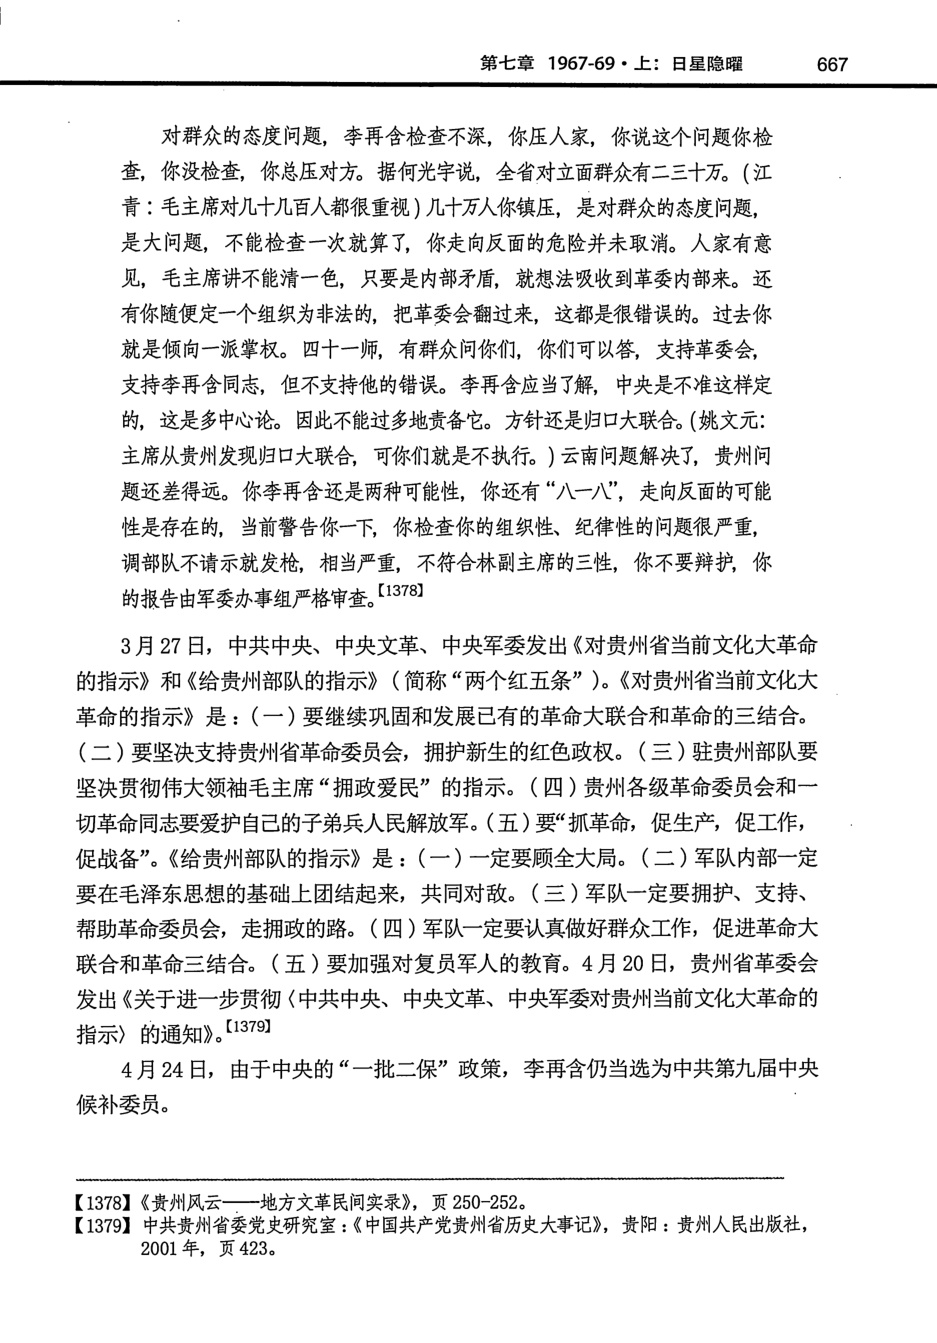 第七章 1967-69·上：日星隐曜 667
对群众的态度问题，李再含检查不深，你压人家，你说这个问题你检
查，你没检查，你总压对方。据何光宇说，全省对立面群众有二三十万。(江
青：毛主席对几十几百人都很重视)几十万人你镇压，是对群众的态度问题，
是大问题，不能检查一次就算了，你走向反面的危险并未取消。人家有意
见，毛主席讲不能清一色，只要是内部矛盾，就想法吸收到革委内部来。还
有你随便定一个组织为非法的，把革委会翻过来，这都是很错误的。过去你
就是倾向一派掌权。四十一师，有群众问你们，你们可以答，支持革委会，
支持李再含同志，但不支持他的错误。李再含应当了解，中央是不准这样定
的，这是多中心论。因此不能过多地责备它。方针还是归口大联合。(姚文元：
主席从贵州发现归口大联合，可你们就是不执行。)云南问题解决了，贵州问
题还差得远。你李再含还是两种可能性，你还有“八一八”，走向反面的可能
性是存在的，当前警告你一下，你检查你的组织性、纪律性的问题很严重，
调部队不请示就发枪，相当严重，不符合林副主席的三性，你不要辩护，你
的报告由军委办事组严格审查。【1378】
3月27日，中共中央、中央文革、中央军委发出《对贵州省当前文化大革命
的指示》和《给贵州部队的指示》(简称“两个红五条”)。《对贵州省当前文化大
革命的指示》是：(一)要继续巩固和发展已有的革命大联合和革命的三结合。
(二)要坚决支持贵州省革命委员会，拥护新生的红色政权。(三)驻贵州部队要
坚决贯彻伟大领袖毛主席“拥政爱民”的指示。(四)贵州各级革命委员会和一
切革命同志要爱护自己的子弟兵人民解放军。(五)要“抓革命，促生产，促工作，
促战备”。《给贵州部队的指示》是：(一)一定要顾全大局。(二)军队内部一定
要在毛泽东思想的基础上团结起来，共同对敌。(三)军队一定要拥护、支持、
帮助革命委员会，走拥政的路。(四)军队一定要认真做好群众工作，促进革命大
联合和革命三结合。(五)要加强对复员军人的教育。4月20日，贵州省革委会
发出《关于进一步贯彻〈中共中央、中央文革、中央军委对贵州当前文化大革命的
指示〉的通知》。【1379】
4月24日，由于中央的“一批二保”政策，李再含仍当选为中共第九届中央
候补委员。
【1378】《贵州风云——地方文革民间实录》，页250-252。
【1379】中共贵州省委党史研究室：《中国共产党贵州省历史大事记》，贵阳：贵州人民出版社，
2001年，页423。